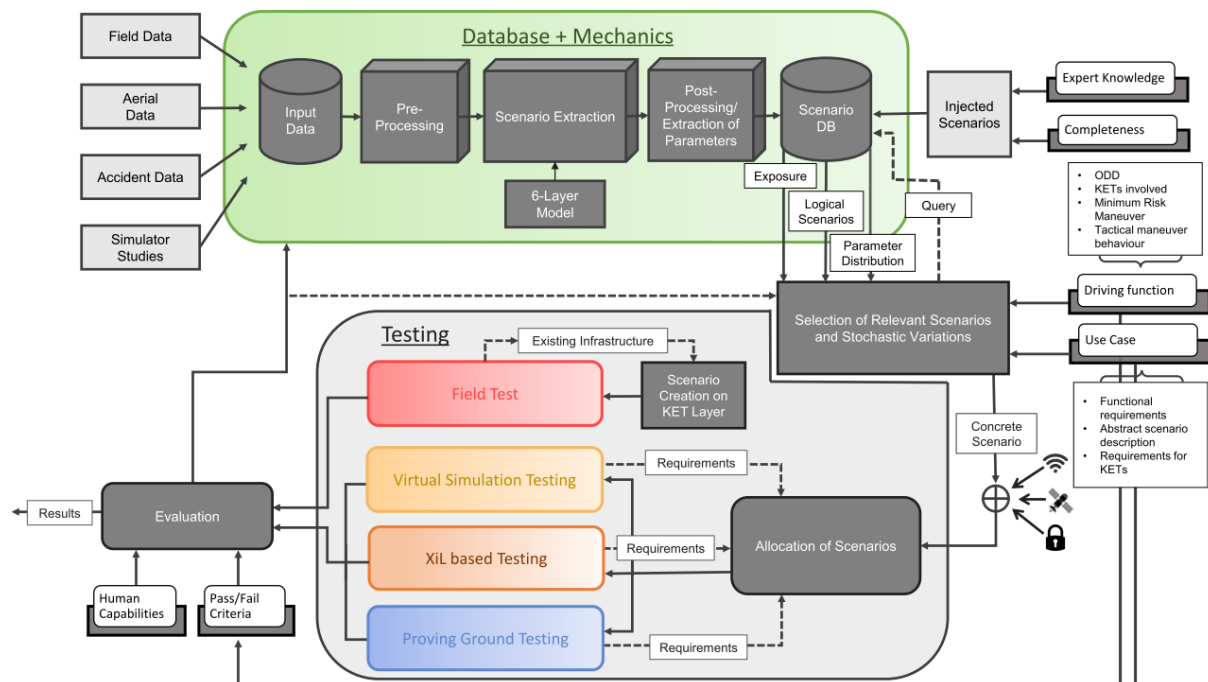 Field Data
Aerial
Data
Accident Data
Simulator
Studies
Database + Mechanics
Input
Data
Pre-
Processing
Scenario Extraction
Post-
Processing/
Extraction of
Parameters
Scenario
DB
6-Layer
Model
Injected
Scenarios
Expert Knowledge
Completeness
Exposure
Logical
Scenarios
Query
Parameter
Distribution
• ODD
• KETs involved
• Minimum Risk
Maneuver
• Tactical maneuver
behaviour
Driving function
Use Case
Selection of Relevant Scenarios
and Stochastic Variations
• Functional
requirements
• Abstract scenario
description
• Requirements for
KETs
Concrete
Scenario
Testing
Existing Infrastructure
Field Test
Scenario
Creation on
KET Layer
Virtual Simulation Testing
Requirements
XiL based Testing
Requirements
Allocation of Scenarios
Proving Ground Testing
Requirements
Results
Evaluation
Human
Capabilities
Pass/Fail
Criteria